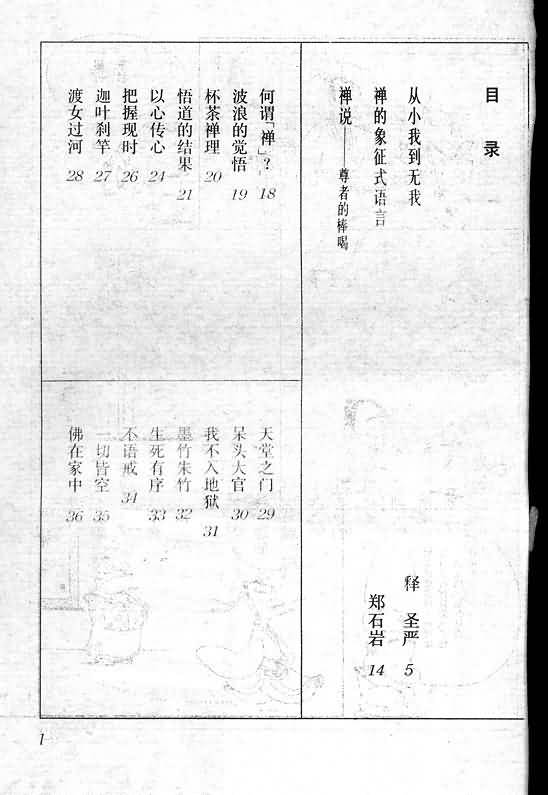 目 录
从小我到无我 释 圣严 5
禅的象征式语言 郑石岩 14
禅说——尊者的棒喝
何谓「禅」？ 18
波浪的觉悟 19
杯茶禅理 20
悟道的结果 21
以心传心 24
把握现时 26
迦叶刹竿 27
渡女过河 28
天堂之门 29
呆头大官 30
我不入地狱 31
墨竹朱竹 32
生死有序 33
不语戒 34
一切皆空 35
佛在家中 36
1